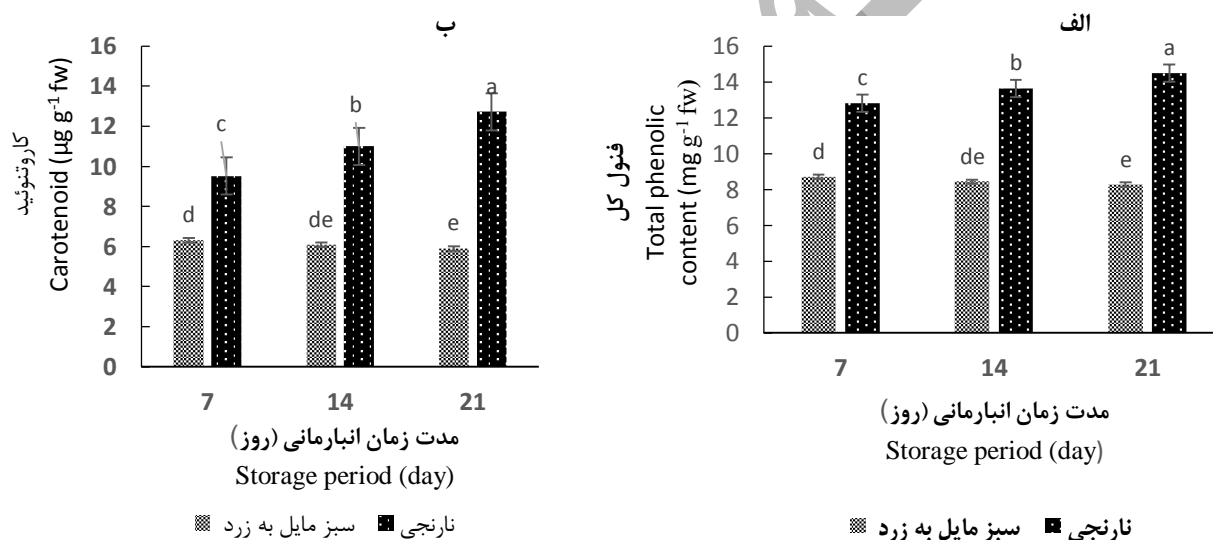 ب
كاروتنوئید
Carotenoid (µg g-1 fw)
16
14
12
10
8
6
4
2
0
c
b
a
d
de
e
7 14 21
مدت زمان انبارمانی (روز)
Storage period (day)
نارنجی سبز مایل به زرد
الف
فنول کل
Total phenolic
content (mg g-1 fw)
16
14
12
10
8
6
4
2
0
c
b
a
d
de
e
7 14 21
مدت زمان انبارمانی (روز)
Storage period (day)
نارنجی سبز مایل به زرد